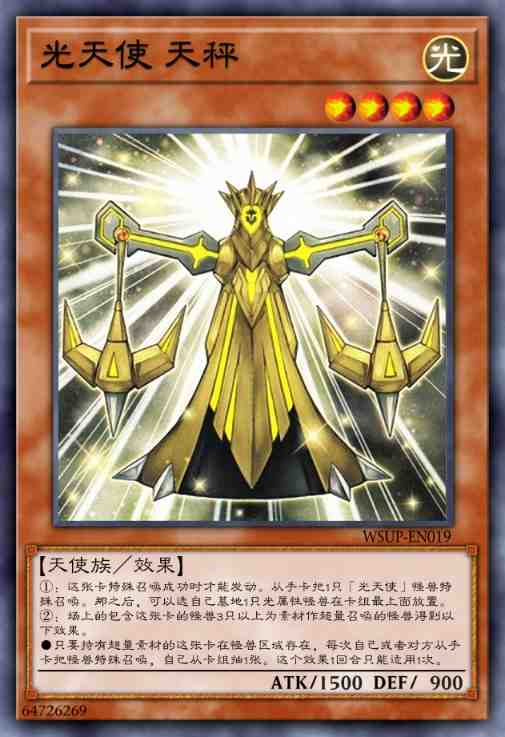 光天使 天秤
光
WSUP-EN019
【天使族／效果】
①：这张卡特殊召唤成功时才能发动。从手卡把1只「光天使」怪兽特
殊召唤。那之后，可以选自己墓地1只光属性怪兽在卡组最上面放置。
②：场上的包含这张卡的怪兽3只以上为素材作超量召唤的怪兽得到以
下效果。
●只要持有超量素材的这张卡在怪兽区域存在，每次自己或者对方从手
卡把怪兽特殊召唤，自己从卡组抽1张。这个效果1回合只能适用1次。
ATK/1500 DEF/ 900
64726269